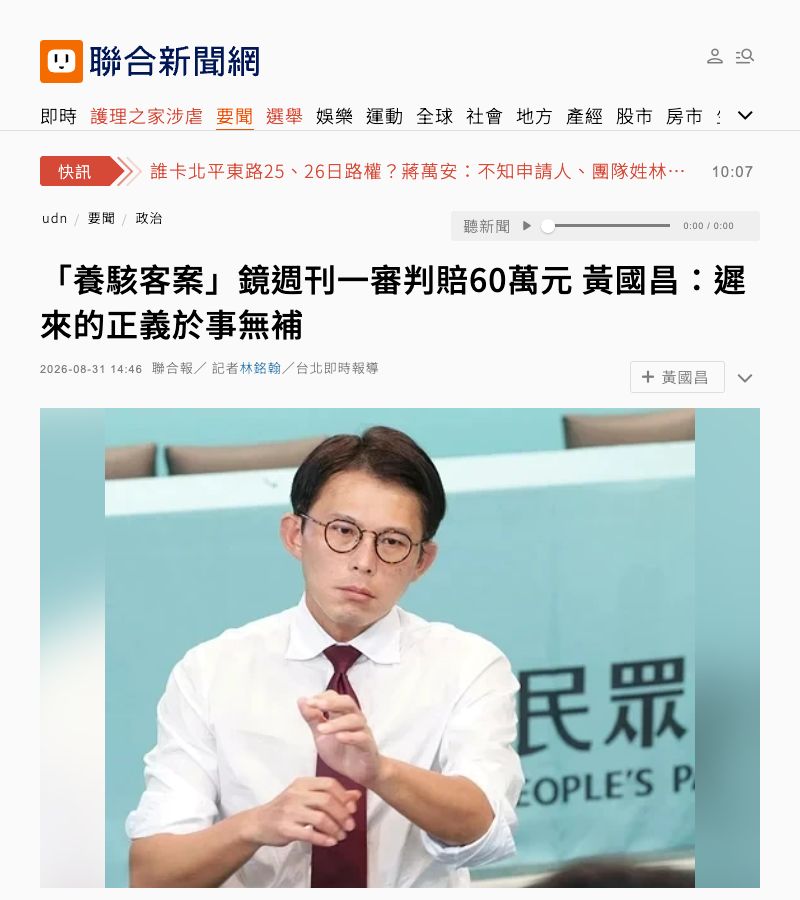 聯合新聞網
即時 護理之家涉虐 要聞 選舉 娛樂 運動 全球 社會 地方 產經 股市 房市
快訊 誰卡北平東路25、26日路權？蔣萬安：不知申請人、團隊姓林… 10:07
udn / 要聞 / 政治
聽新聞 0:00 / 0:00
「養駭客案」鏡週刊一審判賠60萬元 黃國昌：遲
來的正義於事無補
2026-08-31 14:46 聯合報／ 記者林銘翰／台北即時報導
+ 黃國昌
民眾
EOPLE'S PA